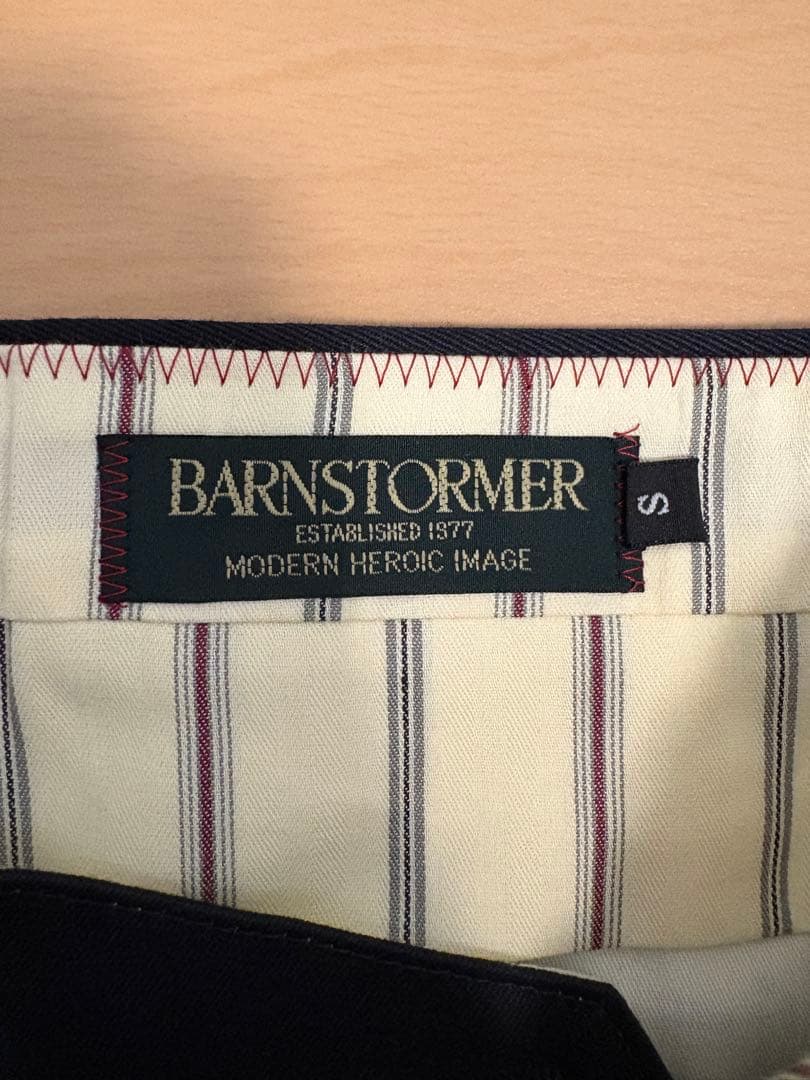 BARNSTORMER
ESTABLISHED 1977
MODERN HEROIC IMAGE
S